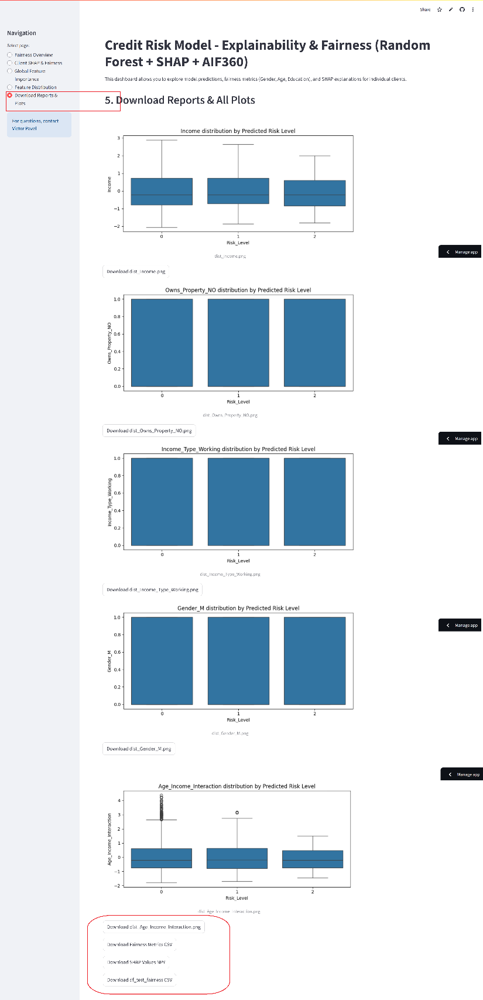 Share
Navigation
Select page:
Fairness Overview
Client SHAP & Fairness
Global Feature
Importance
Feature Distribution
Download Reports &
Plots
For questions, contact
Victor Pavel
Credit Risk Model - Explainability & Fairness (Random
Forest + SHAP + AIF360)
This dashboard allows you to explore model predictions, fairness metrics (Gender, Age, Education), and SHAP explanations for individual clients.
5. Download Reports & All Plots
Income distribution by Predicted Risk Level
3
2
1
0
−1
−2
Income
0 1 2
Risk_Level
dist_Income.png
Manage app
Download dist_Income.png
Owns_Property_NO distribution by Predicted Risk Level
1.0
0.8
0.6
0.4
0.2
0.0
Owns_Property_NO
0 1 2
Risk_Level
dist_Owns_Property_NO.png
Download dist_Owns_Property_NO.png
Manage app
Income_Type_Working distribution by Predicted Risk Level
1.0
0.8
0.6
0.4
0.2
0.0
Income_Type_Working
0 1 2
Risk_Level
dist_Income_Type_Working.png
Download dist_Income_Type_Working.png
Gender_M distribution by Predicted Risk Level
1.0
0.8
0.6
0.4
0.2
0.0
Gender_M
Manage app
0 1 2
Risk_Level
dist_Gender_M.png
Download dist_Gender_M.png
Manage app
Age_Income_Interaction distribution by Predicted Risk Level
4
3
2
1
0
−1
−2
Age_Income_Interaction
0 1 2
Risk_Level
dist_Age_Income_Interaction.png
Download dist_Age_Income_Interaction.png
Download Fairness Metrics CSV
Download SHAP Values NPY
Download df_test_fairness CSV